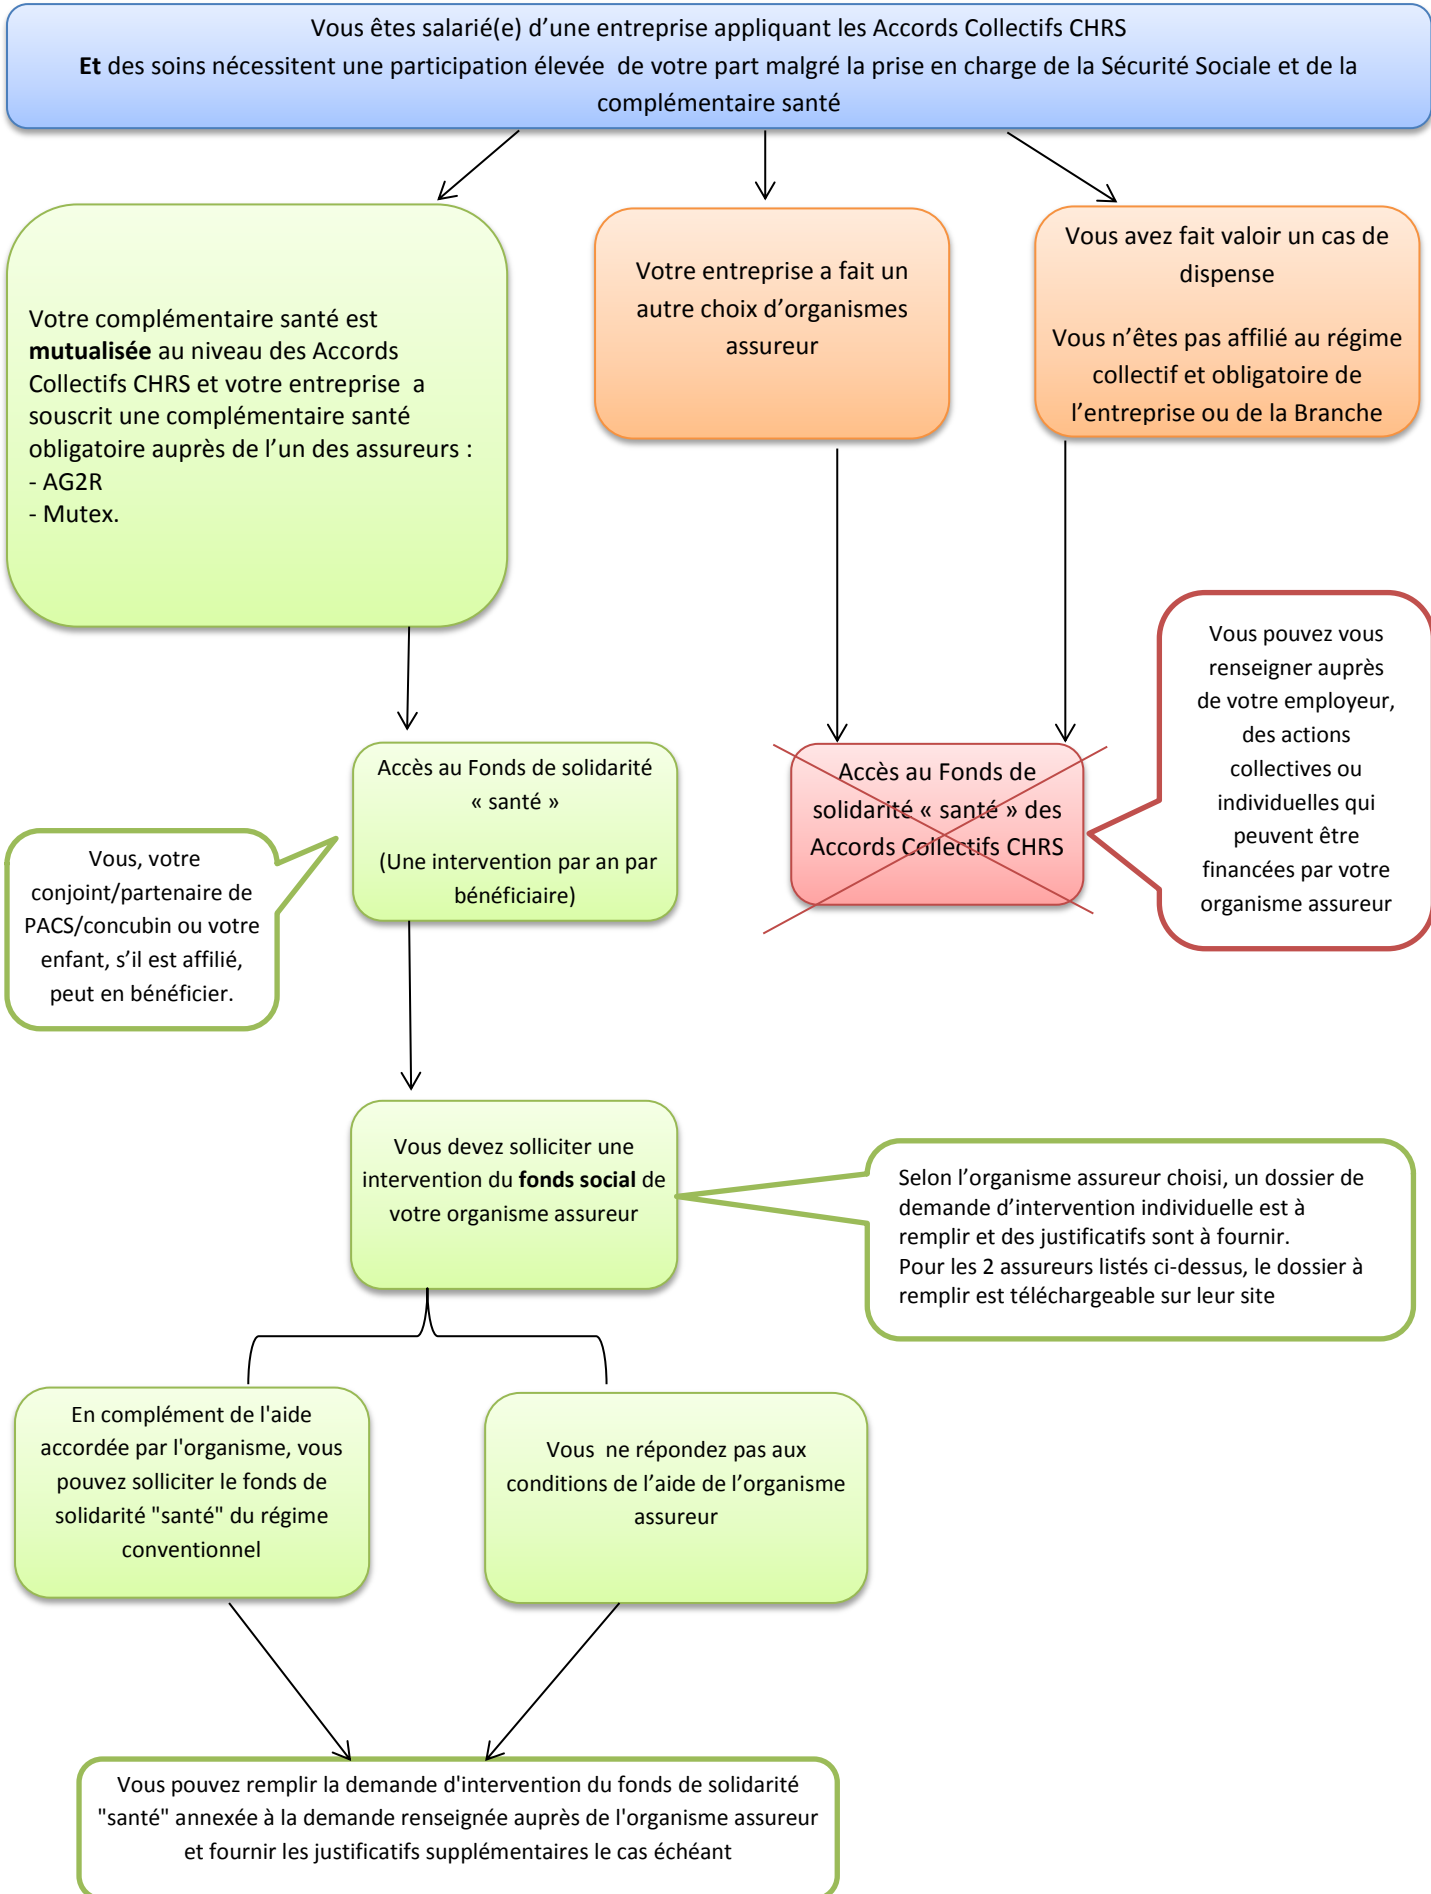 Vous êtes salarié(e) d’une entreprise appliquant les Accords Collectifs CHRS
Et des soins nécessitent une participation élevée de votre part malgré la prise en charge de la Sécurité Sociale et de la
complémentaire santé
Votre complémentaire santé est
mutualisée au niveau des Accords
Collectifs CHRS et votre entreprise a
souscrit une complémentaire santé
obligatoire auprès de l’un des assureurs :
- AG2R
- Mutex.
Votre entreprise a fait un
autre choix d’organismes
assureur
Vous avez fait valoir un cas de
dispense
Vous n’êtes pas affilié au régime
collectif et obligatoire de
l’entreprise ou de la Branche
Vous pouvez vous
renseigner auprès
de votre employeur,
des actions
collectives ou
individuelles qui
peuvent être
financées par votre
organisme assureur
Accès au Fonds de solidarité
« santé »
(Une intervention par an par
bénéficiaire)
Accès au Fonds de
solidarité « santé » des
Accords Collectifs CHRS
Vous, votre
conjoint/partenaire de
PACS/concubin ou votre
enfant, s’il est affilié,
peut en bénéficier.
Vous devez solliciter une
intervention du fonds social de
votre organisme assureur
Selon l’organisme assureur choisi, un dossier de
demande d’intervention individuelle est à
remplir et des justificatifs sont à fournir.
Pour les 2 assureurs listés ci-dessus, le dossier à
remplir est téléchargeable sur leur site
En complément de l'aide
accordée par l'organisme, vous
pouvez solliciter le fonds de
solidarité "santé" du régime
conventionnel
Vous ne répondez pas aux
conditions de l’aide de l’organisme
assureur
Vous pouvez remplir la demande d'intervention du fonds de solidarité
"santé" annexée à la demande renseignée auprès de l'organisme assureur
et fournir les justificatifs supplémentaires le cas échéant